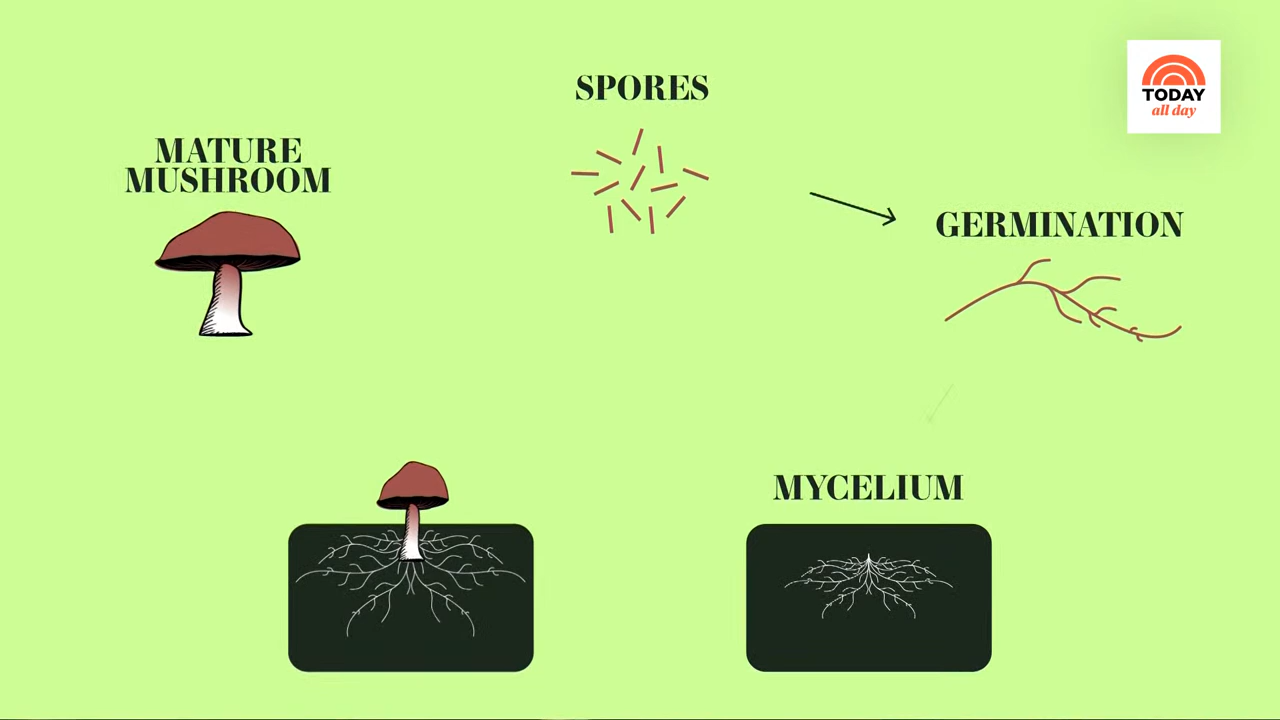 SPORES
TODAY
all day
MATURE
MUSHROOM
GERMINATION
MYCELIUM